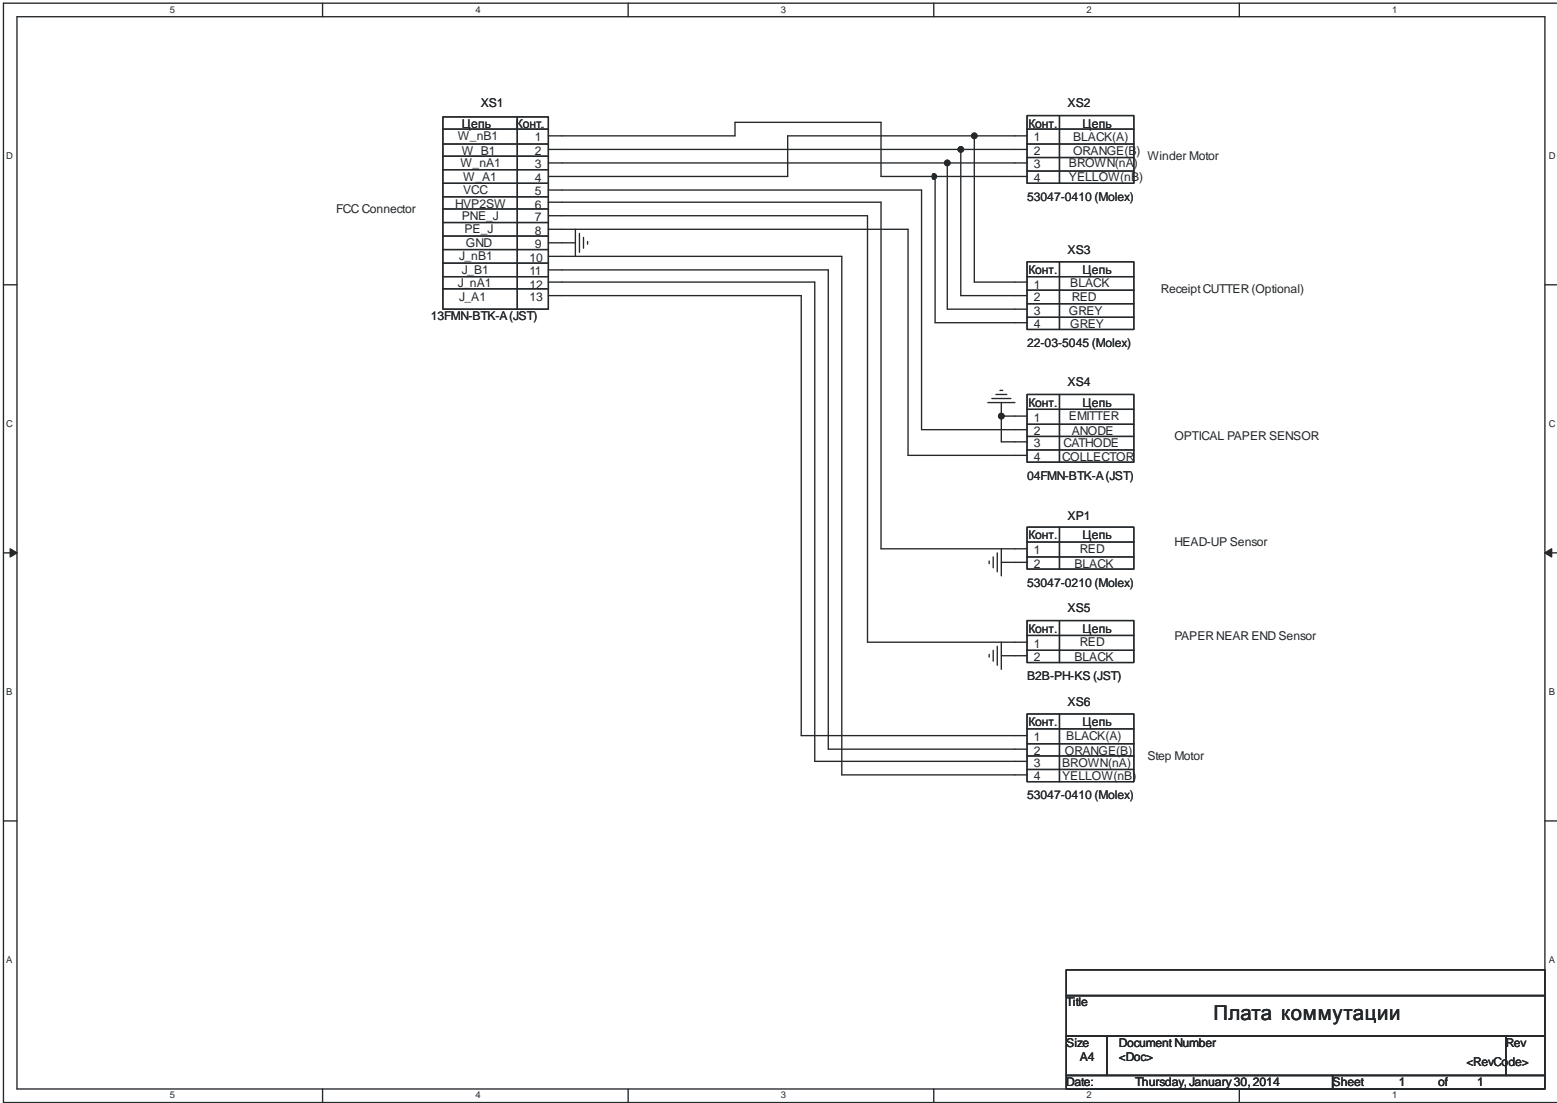 5 4 3 2 1
D
C
B
A
D
C
B
A
XS1
Цепь Конт.
W_nB1 1
W_B1 2
W_nA1 3
W_A1 4
VCC 5
HVP2SW 6
PNE_J 7
PE_J 8
GND 9
J_nB1 10
J_B1 11
J_nA1 12
J_A1 13
13FMN-BTK-A (JST)
FCC Connector
XS2
Конт. Цепь
1 BLACK(A)
2 ORANGE(B)
3 BROWN(nA)
4 YELLOW(nB)
53047-0410 (Molex)
Winder Motor
XS3
Конт. Цепь
1 BLACK
2 RED
3 GREY
4 GREY
22-03-5045 (Molex)
Receipt CUTTER (Optional)
XS4
Конт. Цепь
1 EMITTER
2 ANODE
3 CATHODE
4 COLLECTOR
04FMN-BTK-A (JST)
OPTICAL PAPER SENSOR
XP1
Конт. Цепь
1 RED
2 BLACK
53047-0210 (Molex)
HEAD-UP Sensor
XS5
Конт. Цепь
1 RED
2 BLACK
B2B-PH-KS (JST)
PAPER NEAR END Sensor
XS6
Конт. Цепь
1 BLACK(A)
2 ORANGE(B)
3 BROWN(nA)
4 YELLOW(nB)
53047-0410 (Molex)
Step Motor
Title
Плата коммутации
Size Document Number Rev
A4 <Doc> <RevCode>
Date: Thursday, January 30, 2014 Sheet 1 of 1
5 4 3 2 1